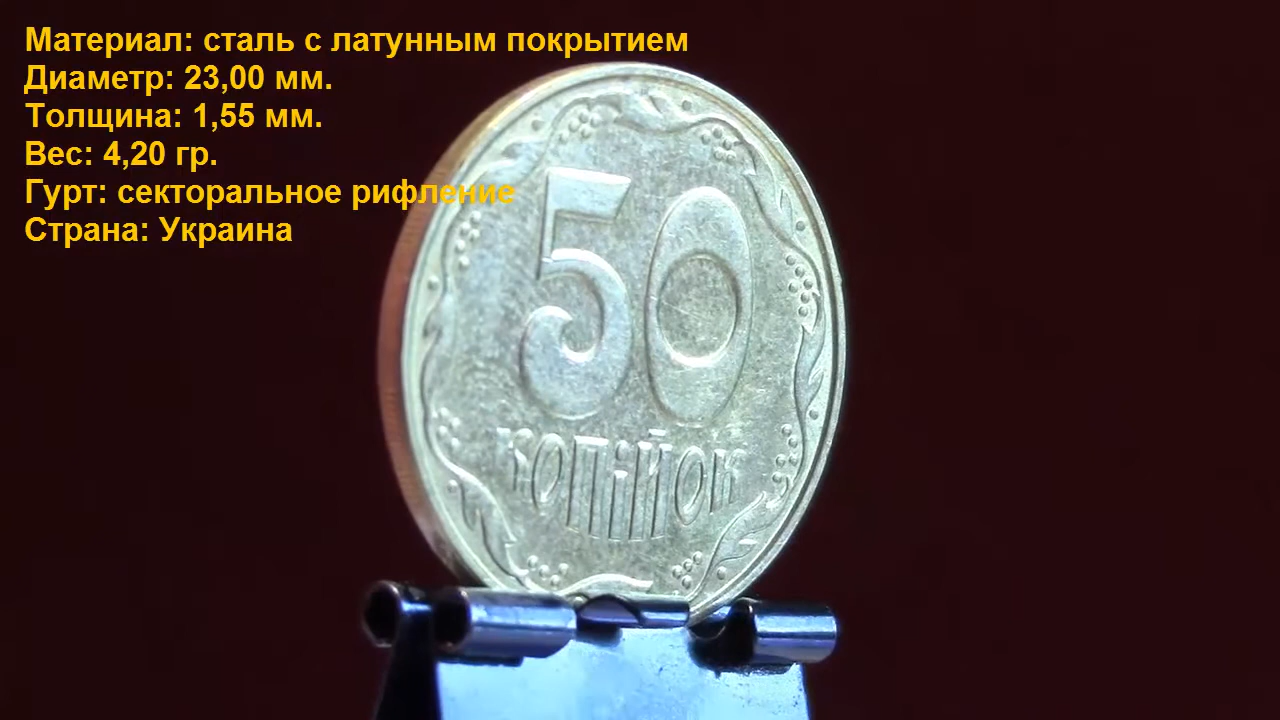 Материал: сталь с латунным покрытием
Диаметр: 23,00 мм.
Толщина: 1,55 мм.
Вес: 4,20 гр.
Гурт: секторальное рифление
Страна: Украина
50
КОПІЙОК